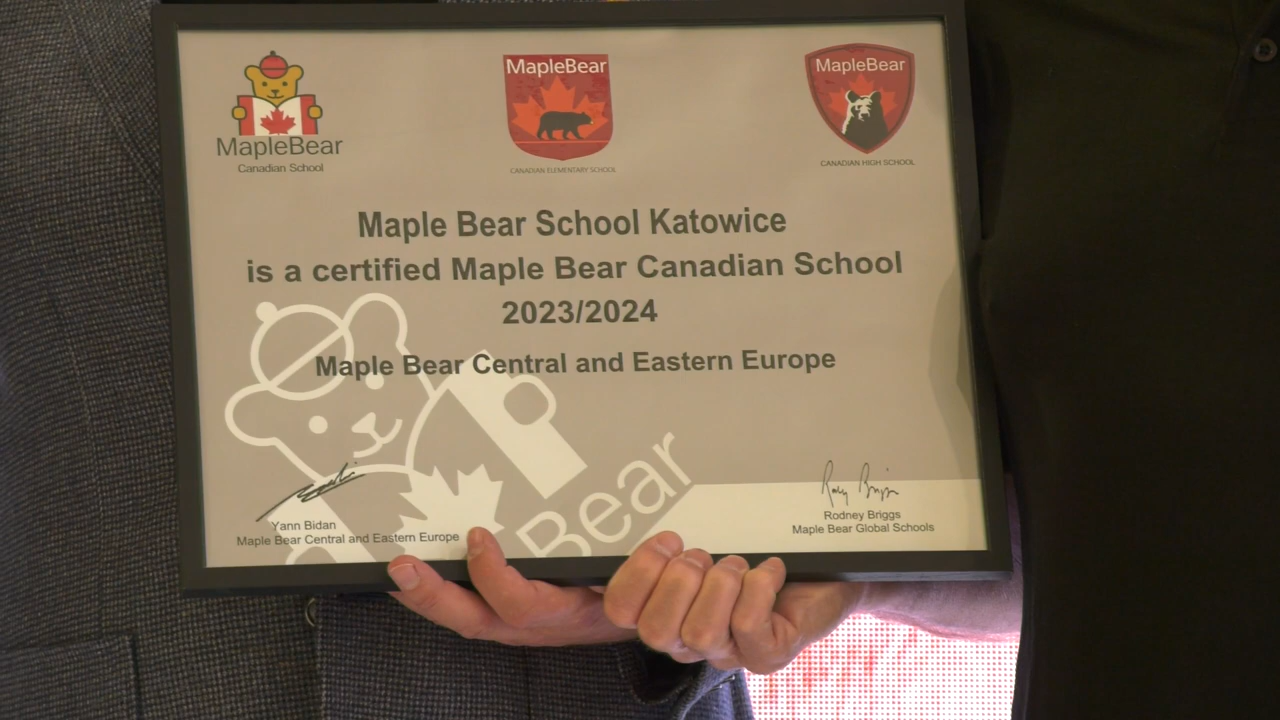 MapleBear
Canadian School
MapleBear
CANADIAN ELEMENTARY SCHOOL
MapleBear
CANADIAN HIGH SCHOOL
Maple Bear School Katowice
is a certified Maple Bear Canadian School
2023/2024
Maple Bear Central and Eastern Europe
Bear
Yann Bidan
Maple Bear Central and Eastern Europe
Rodney Briggs
Maple Bear Global Schools